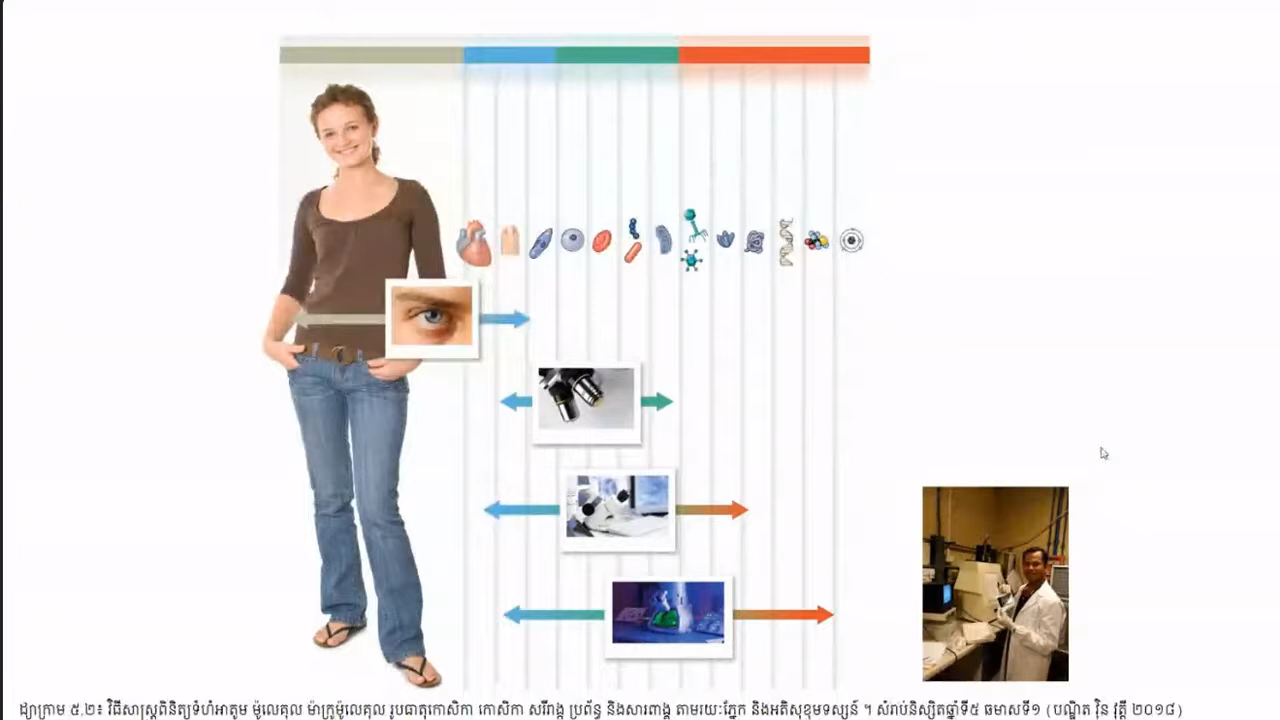 ដ្យាក្រាម ៥.២៖ វិធីសាស្ត្រពិនិត្យទំហំអាតូម ម៉ូលេគុល ម៉ាក្រូម៉ូលេគុល រូបធាតុកោសិកា កោសិកា សរីរាង្គ ប្រព័ន្ធ និងសារពាង្គ តាមរយៈភ្នែក និងអតិសុខុមទស្សន៍ ។ សំរាប់និស្សិតឆ្នាំទី៥ ឆមាសទី១ (បណ្ឌិត វ៉ិន វុត្ថី ២០១៨)